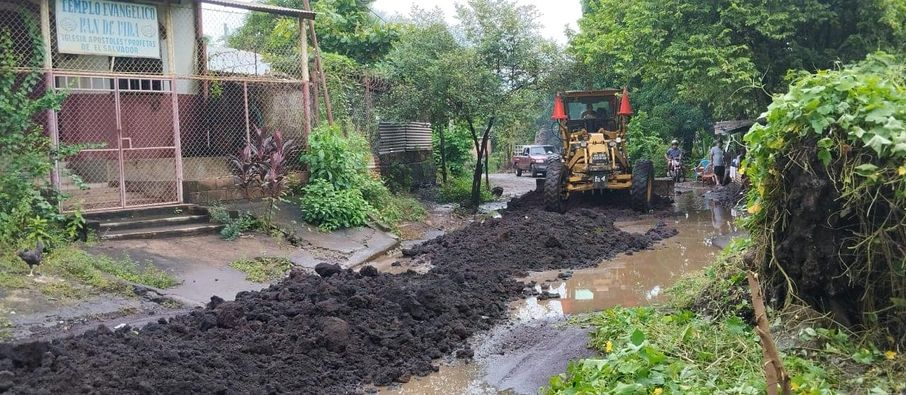 TEMPLO EVANGELICO
PAN DE VIDA
IGLESIA APOSTOLES Y PROFETAS
DE EL SALVADOR